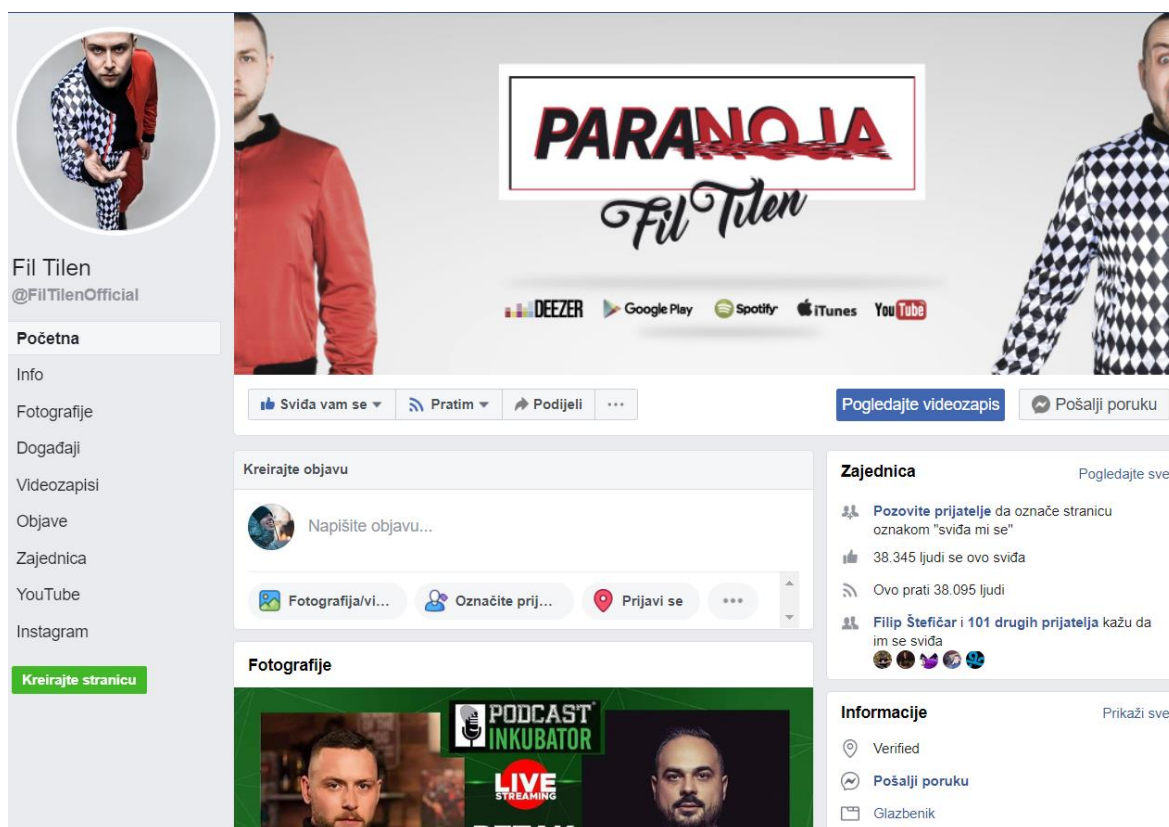 PARANOJA
Fil Tilen
DEEZER Google Play Spotify iTunes YouTube
Fil Tilen
@FilTilenOfficial
Početna
Info
Fotografije
Događaji
Videozapisi
Objave
Zajednica
YouTube
Instagram
Kreirajte stranicu
Sviđa vam se Pratim Podijeli ...
Pogledajte videozapis Pošalji poruku
Kreirajte objavu
Napišite objavu...
Fotografija/vi... Označite prij... Prijavi se ...
Fotografije
PODCAST
INKUBATOR
LIVE
STREAMING
Zajednica Pogledajte sve
Pozovite prijatelje da označe stranicu
oznakom "sviđa mi se"
38.345 ljudi se ovo sviđa
Ovo prati 38.095 ljudi
Filip Štefičar i 101 drugih prijatelja kažu da
im se sviđa
Informacije Prikaži sve
Verified
Pošalji poruku
Glazbenik